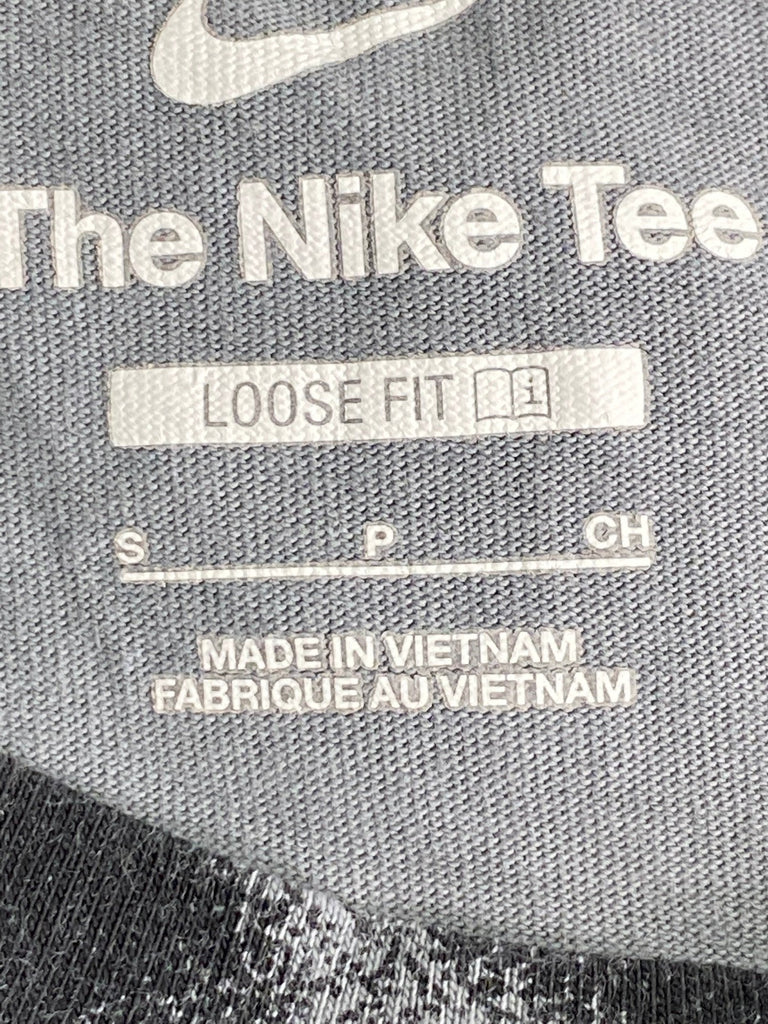 The Nike Tee
LOOSE FIT i
S P CH
MADE IN VIETNAM
FABRIQUE AU VIETNAM